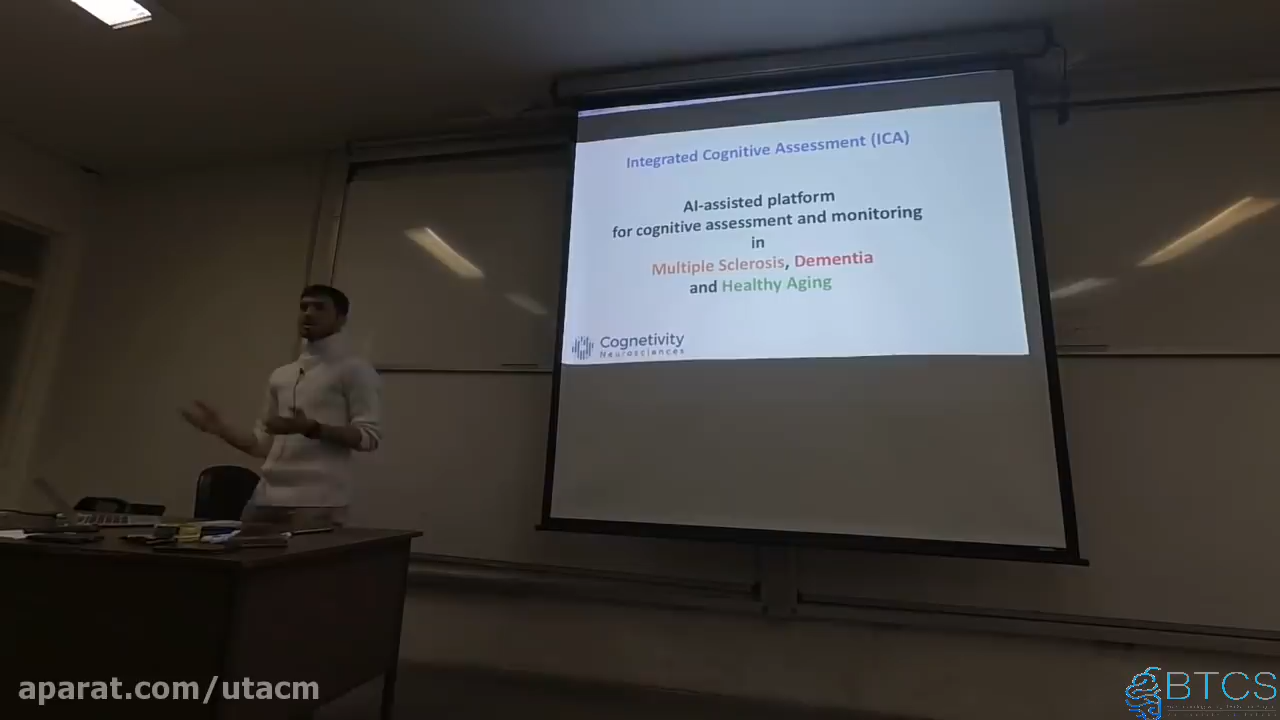 Integrated Cognitive Assessment (ICA)
AI-assisted platform
for cognitive assessment and monitoring
in
Multiple Sclerosis, Dementia
and Healthy Aging
Cognetivity
Neurosciences
aparat.com/utacm
BTCS